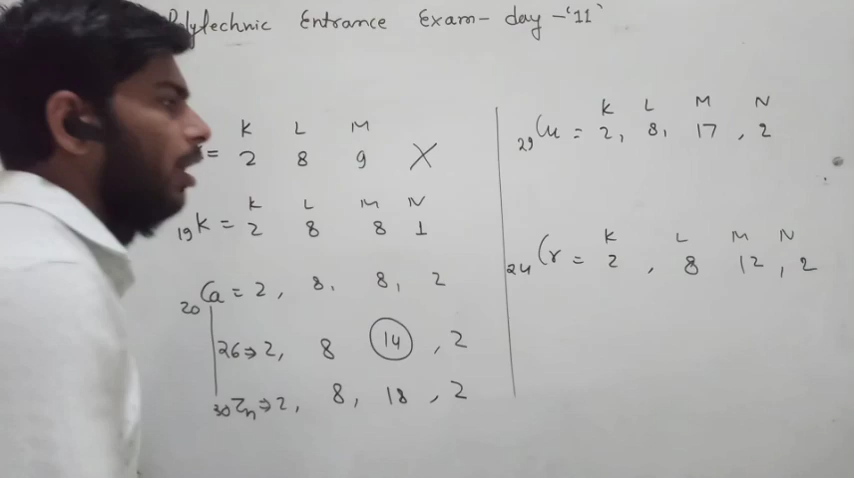 Polytechnic Entrance Exam- day -'11'
K L M
= 2 8 9 X
K L M N
19K = 2 8 8 1
20Ca = 2, 8, 8, 2
26⇒2, 8 14, 2
30Zn⇒2, 8, 18, 2
K L M N
29Cu = 2, 8, 17, 2
K L M N
24Cr = 2, 8 12, 2